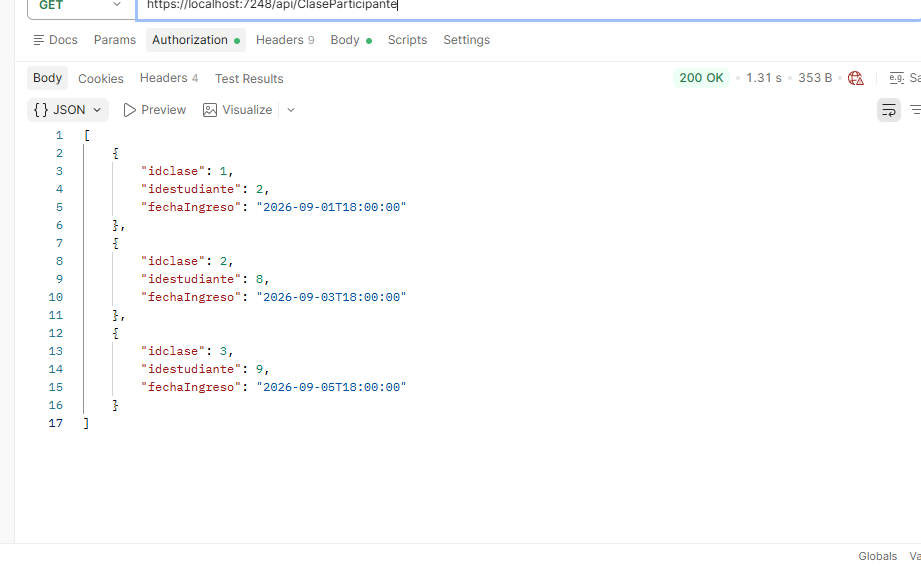 GET https://localhost:7248/api/ClaseParticipante
Docs Params Authorization Headers 9 Body Scripts Settings
Body Cookies Headers 4 Test Results 200 OK • 1.31 s • 353 B e.g. Sa
{} JSON Preview Visualize
1 [
2 {
3 "idclase": 1,
4 "idestudiante": 2,
5 "fechaIngreso": "2026-09-01T18:00:00"
6 },
7 {
8 "idclase": 2,
9 "idestudiante": 8,
10 "fechaIngreso": "2026-09-03T18:00:00"
11 },
12 {
13 "idclase": 3,
14 "idestudiante": 9,
15 "fechaIngreso": "2026-09-05T18:00:00"
16 }
17 ]
Globals Va